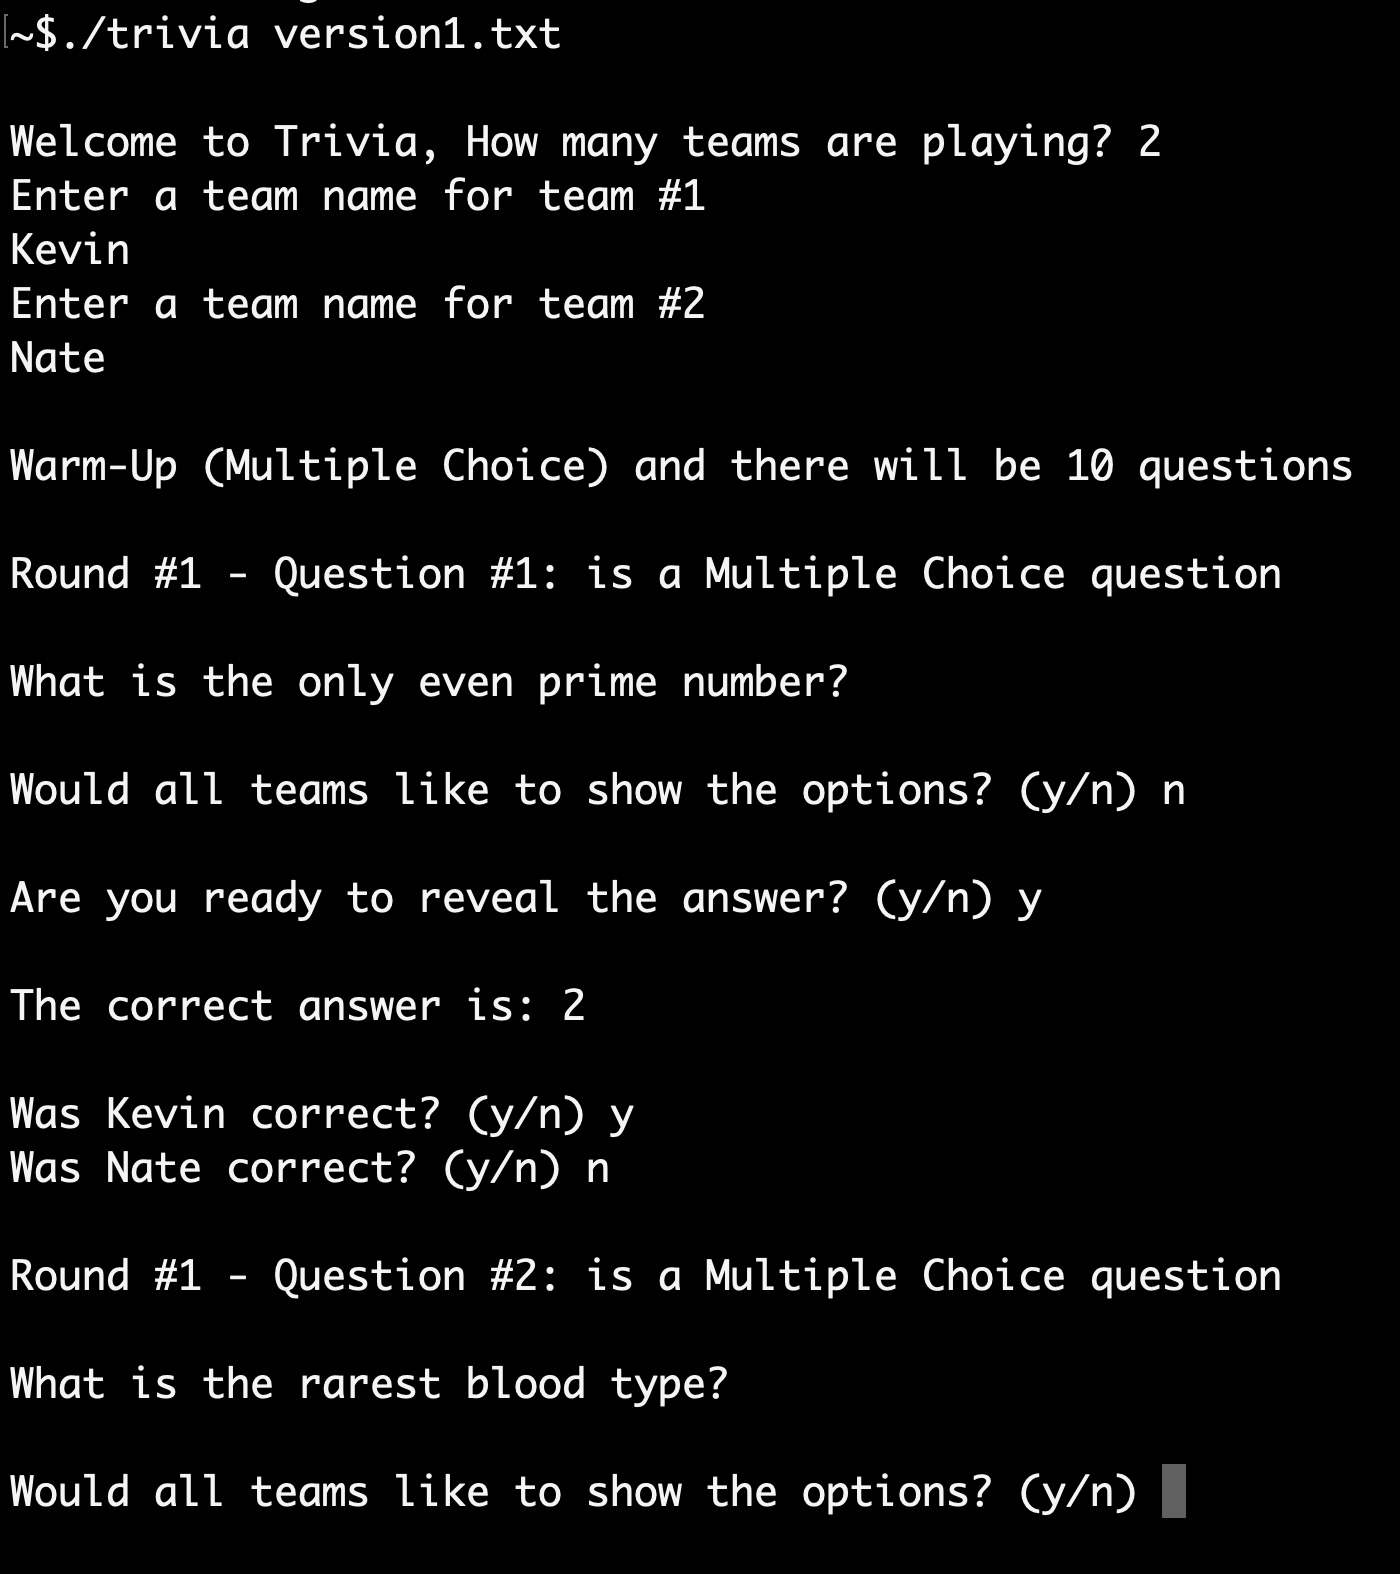 ~$./trivia version1.txt
Welcome to Trivia, How many teams are playing? 2
Enter a team name for team #1
Kevin
Enter a team name for team #2
Nate
Warm-Up (Multiple Choice) and there will be 10 questions
Round #1 - Question #1: is a Multiple Choice question
What is the only even prime number?
Would all teams like to show the options? (y/n) n
Are you ready to reveal the answer? (y/n) y
The correct answer is: 2
Was Kevin correct? (y/n) y
Was Nate correct? (y/n) n
Round #1 - Question #2: is a Multiple Choice question
What is the rarest blood type?
Would all teams like to show the options? (y/n)